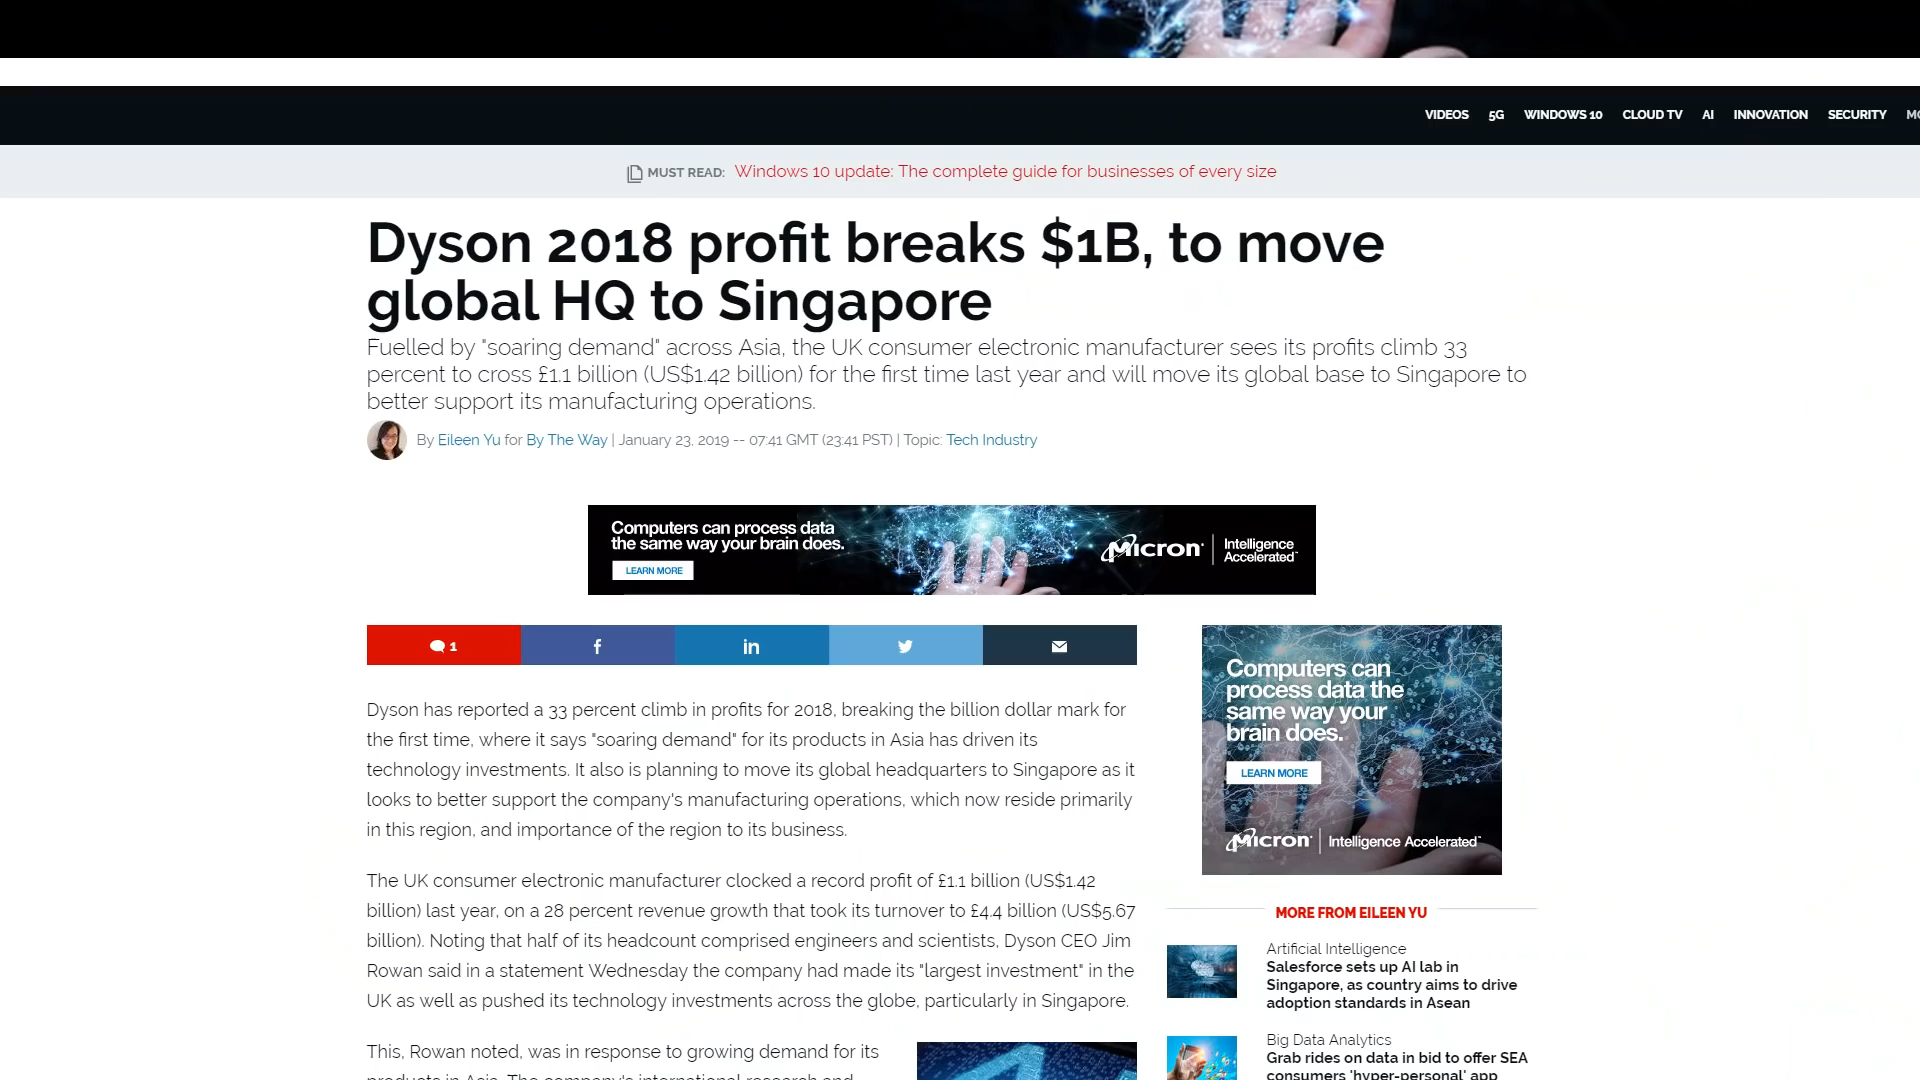 VIDEOS 5G WINDOWS 10 CLOUD TV AI INNOVATION SECURITY
MUST READ: Windows 10 update: The complete guide for businesses of every size
Dyson 2018 profit breaks $1B, to move
global HQ to Singapore
Fuelled by "soaring demand" across Asia, the UK consumer electronic manufacturer sees its profits climb 33
percent to cross £1.1 billion (US$1.42 billion) for the first time last year and will move its global base to Singapore to
better support its manufacturing operations.
By Eileen Yu for By The Way | January 23, 2019 -- 07:41 GMT (23:41 PST) | Topic: Tech Industry
Computers can process data
the same way your brain does.
LEARN MORE
Micron
Intelligence
Accelerated™
1
Dyson has reported a 33 percent climb in profits for 2018, breaking the billion dollar mark for
the first time, where it says "soaring demand" for its products in Asia has driven its
technology investments. It also is planning to move its global headquarters to Singapore as it
looks to better support the company's manufacturing operations, which now reside primarily
in this region, and importance of the region to its business.
The UK consumer electronic manufacturer clocked a record profit of £1.1 billion (US$1.42
billion) last year, on a 28 percent revenue growth that took its turnover to £4.4 billion (US$5.67
billion). Noting that half of its headcount comprised engineers and scientists, Dyson CEO Jim
Rowan said in a statement Wednesday the company had made its "largest investment" in the
UK as well as pushed its technology investments across the globe, particularly in Singapore.
This, Rowan noted, was in response to growing demand for its
products in Asia. The company's international research and
Computers can
process data the
same way your
brain does.
LEARN MORE
Micron Intelligence Accelerated™
MORE FROM EILEEN YU
Artificial Intelligence
Salesforce sets up AI lab in
Singapore, as country aims to drive
adoption standards in Asean
Big Data Analytics
Grab rides on data in bid to offer SEA
consumers 'hyper-personal' app